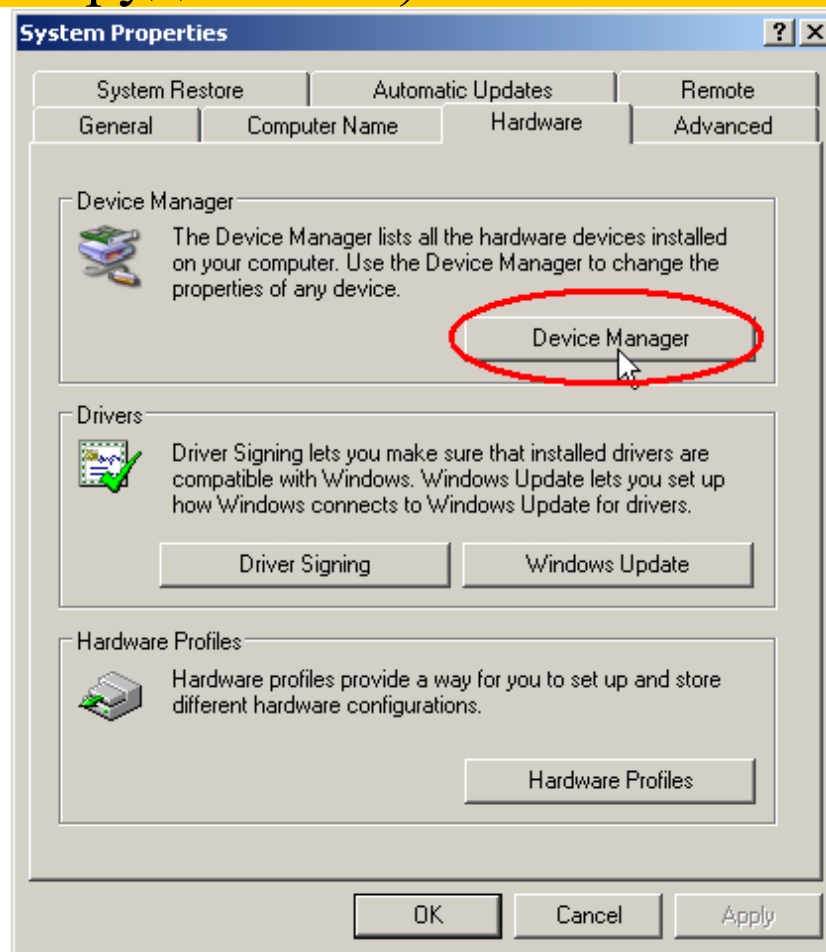 System Properties
System Restore Automatic Updates Remote
General Computer Name Hardware Advanced
Device Manager
The Device Manager lists all the hardware devices installed
on your computer. Use the Device Manager to change the
properties of any device.
Device Manager
Drivers
Driver Signing lets you make sure that installed drivers are
compatible with Windows. Windows Update lets you set up
how Windows connects to Windows Update for drivers.
Driver Signing Windows Update
Hardware Profiles
Hardware profiles provide a way for you to set up and store
different hardware configurations.
Hardware Profiles
OK Cancel Apply